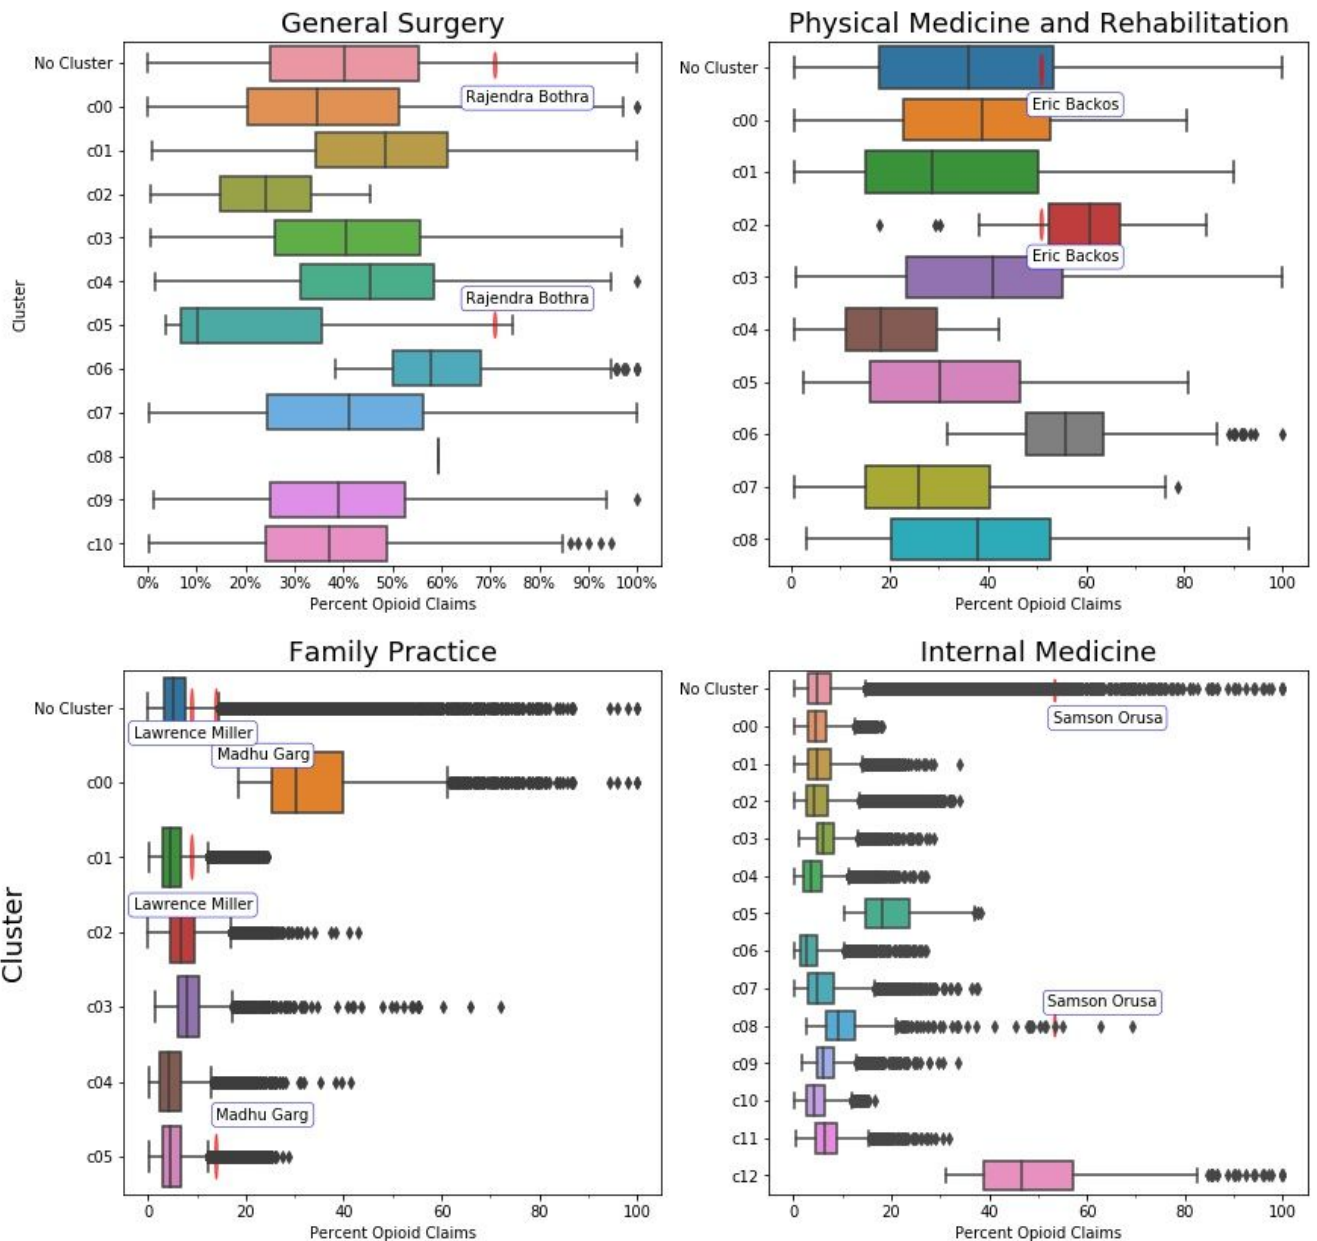 General Surgery
No Cluster
c00
c01
c02
c03
c04
c05
c06
c07
c08
c09
c10
Cluster
Rajendra Bothra
Rajendra Bothra
0% 10% 20% 30% 40% 50% 60% 70% 80% 90% 100%
Percent Opioid Claims
Physical Medicine and Rehabilitation
No Cluster
c00
c01
c02
c03
c04
c05
c06
c07
c08
Eric Backos
Eric Backos
0 20 40 60 80 100
Percent Opioid Claims
Family Practice
No Cluster
c00
c01
c02
c03
c04
c05
Cluster
Lawrence Miller
Madhu Garg
Lawrence Miller
Madhu Garg
0 20 40 60 80 100
Percent Opioid Claims
Internal Medicine
No Cluster
c00
c01
c02
c03
c04
c05
c06
c07
c08
c09
c10
c11
c12
Samson Orusa
Samson Orusa
0 20 40 60 80 100
Percent Opioid Claims